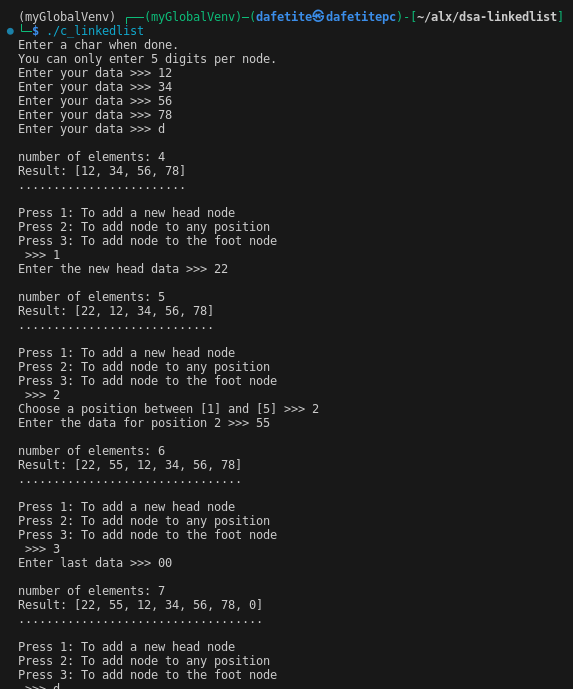 (myGlobalVenv) ┌──(myGlobalVenv)─(dafetite㉿dafetitepc)-[~/alx/dsa-linkedlist]
└─$ ./c_linkedlist
Enter a char when done.
You can only enter 5 digits per node.
Enter your data >>> 12
Enter your data >>> 34
Enter your data >>> 56
Enter your data >>> 78
Enter your data >>> d
number of elements: 4
Result: [12, 34, 56, 78]
........................
Press 1: To add a new head node
Press 2: To add node to any position
Press 3: To add node to the foot node
>>> 1
Enter the new head data >>> 22
number of elements: 5
Result: [22, 12, 34, 56, 78]
............................
Press 1: To add a new head node
Press 2: To add node to any position
Press 3: To add node to the foot node
>>> 2
Choose a position between [1] and [5] >>> 2
Enter the data for position 2 >>> 55
number of elements: 6
Result: [22, 55, 12, 34, 56, 78]
................................
Press 1: To add a new head node
Press 2: To add node to any position
Press 3: To add node to the foot node
>>> 3
Enter last data >>> 00
number of elements: 7
Result: [22, 55, 12, 34, 56, 78, 0]
...................................
Press 1: To add a new head node
Press 2: To add node to any position
Press 3: To add node to the foot node
>>> d